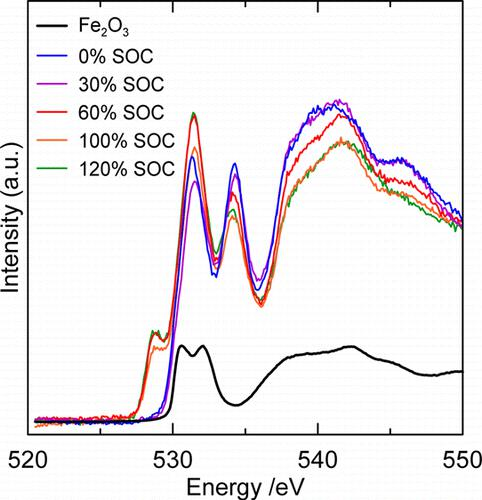 Fe₂O₃
0% SOC
30% SOC
60% SOC
100% SOC
120% SOC
Intensity (a.u.)
520 530 540 550
Energy /eV